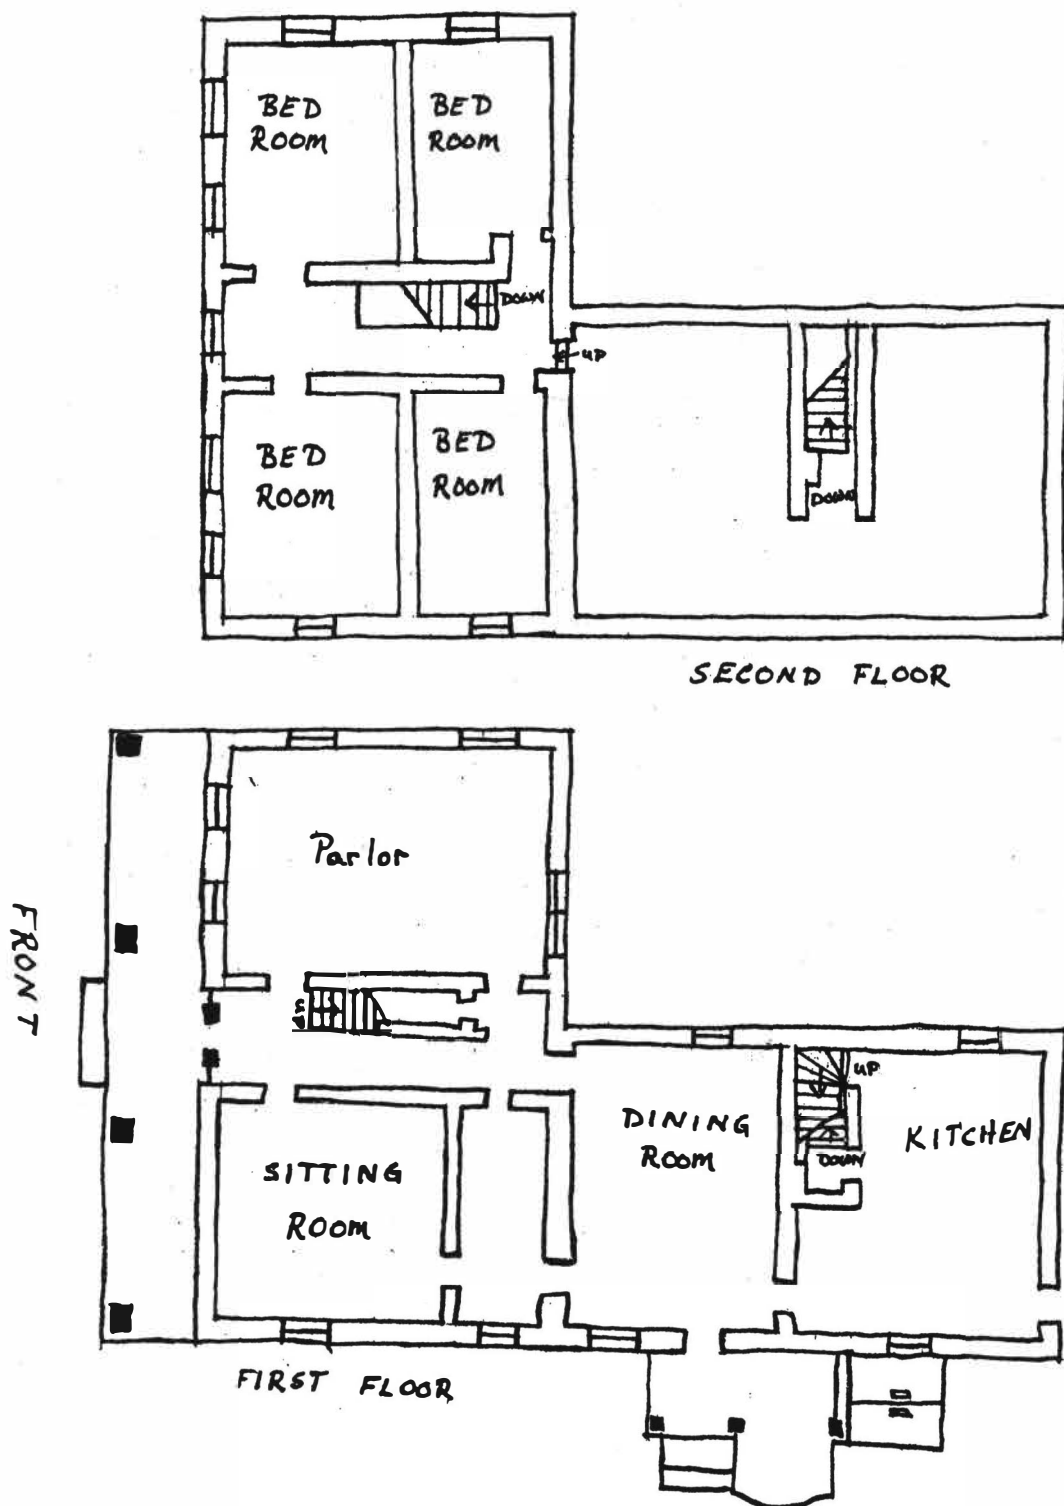 BED
ROOM
BED
ROOM
DOWN
UP
BED
ROOM
BED
ROOM
DOWN
SECOND FLOOR
Parlor
FRONT
UP
DINING
ROOM
KITCHEN
DOWN
SITTING
ROOM
FIRST FLOOR